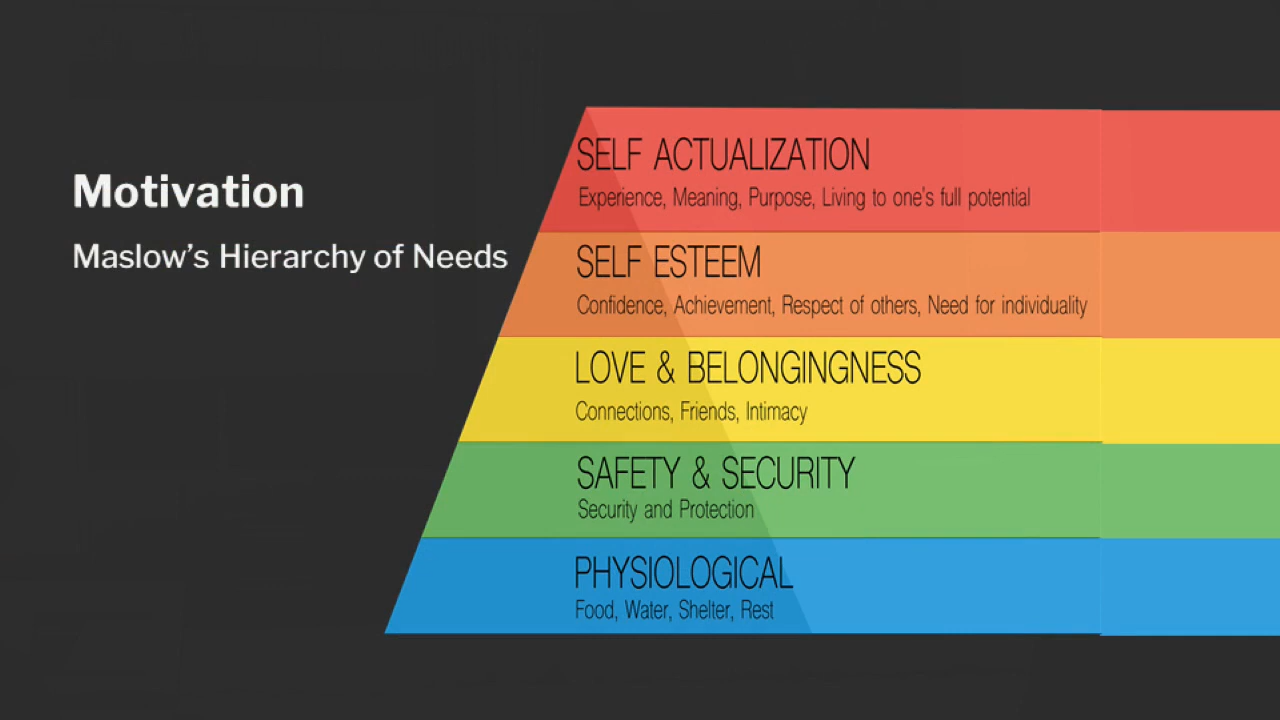 Motivation
Maslow's Hierarchy of Needs
SELF ACTUALIZATION
Experience, Meaning, Purpose, Living to one's full potential
SELF ESTEEM
Confidence, Achievement, Respect of others, Need for individuality
LOVE & BELONGINGNESS
Connections, Friends, Intimacy
SAFETY & SECURITY
Security and Protection
PHYSIOLOGICAL
Food, Water, Shelter, Rest